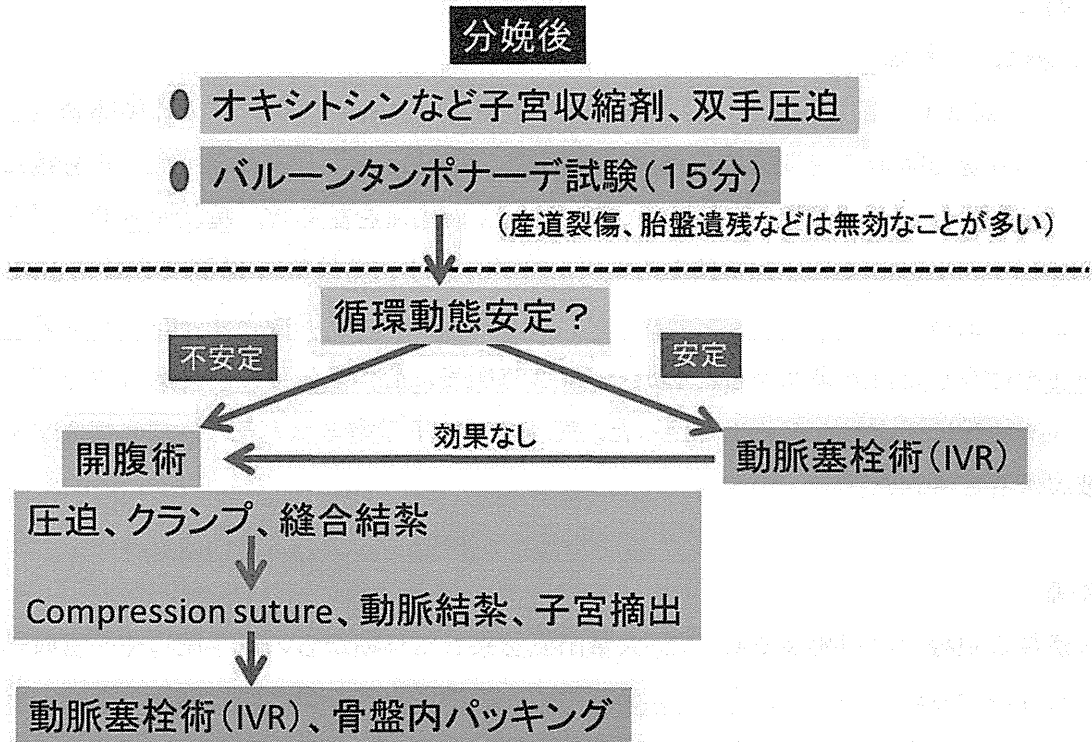 分娩後
オキシトシンなど子宮収縮剤、双手圧迫
バルーンタンポナーデ試験(15分)
(産道裂傷、胎盤遺残などは無効なことが多い)
循環動態安定?
不安定
安定
効果なし
開腹術
動脈塞栓術(IVR)
圧迫、クランプ、縫合結紮
Compression suture、動脈結紮、子宮摘出
動脈塞栓術(IVR)、骨盤内パッキング